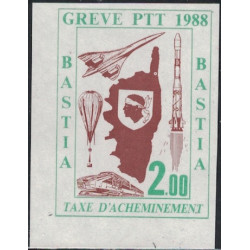 GREVE PTT 1988
BASTIA
BASTIA
2.00
TAXE D'ACHEMINEMENT